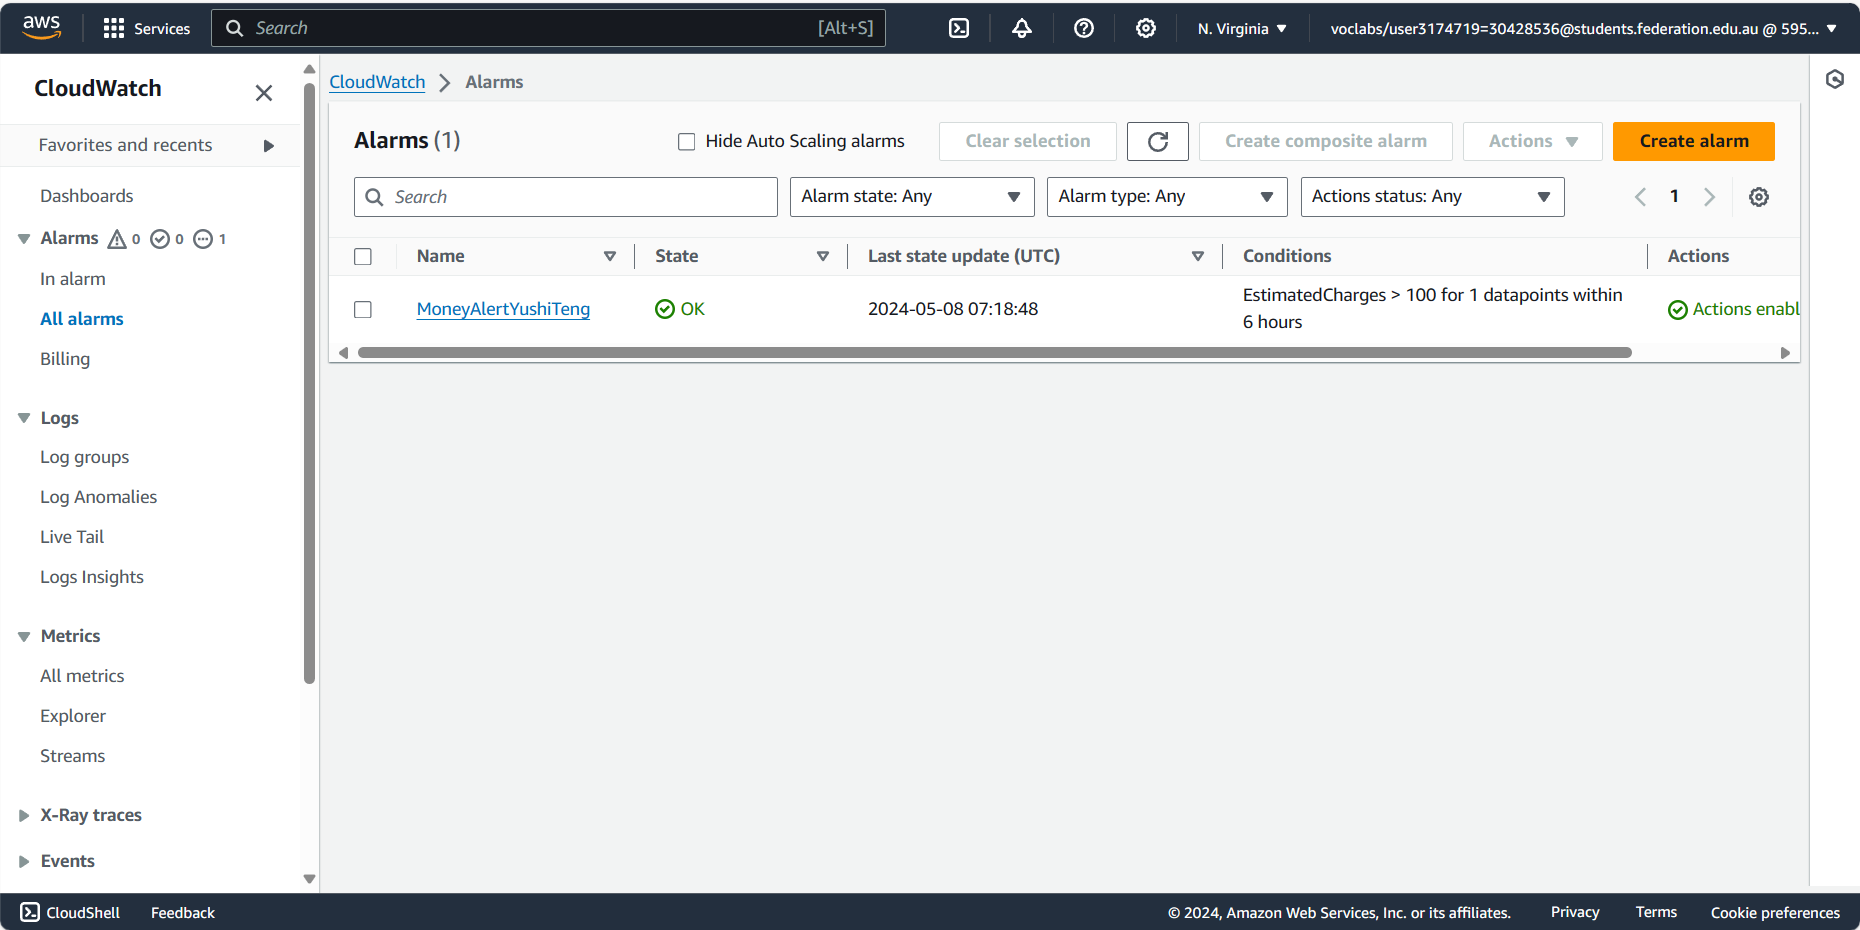 aws
Services
Search [Alt+S]
N. Virginia
voclabs/user3174719=30428536@students.federation.edu.au @ 595...
CloudWatch
Favorites and recents
Dashboards
Alarms 0 0 1
In alarm
All alarms
Billing
Logs
Log groups
Log Anomalies
Live Tail
Logs Insights
Metrics
All metrics
Explorer
Streams
X-Ray traces
Events
CloudWatch Alarms
Alarms (1)
Hide Auto Scaling alarms
Clear selection
Create composite alarm
Actions
Create alarm
Search
Alarm state: Any
Alarm type: Any
Actions status: Any
1
Name State Last state update (UTC) Conditions Actions
MoneyAlertYushiTeng OK 2024-05-08 07:18:48 EstimatedCharges > 100 for 1 datapoints within
6 hours
Actions enabl
CloudShell Feedback © 2024, Amazon Web Services, Inc. or its affiliates. Privacy Terms Cookie preferences